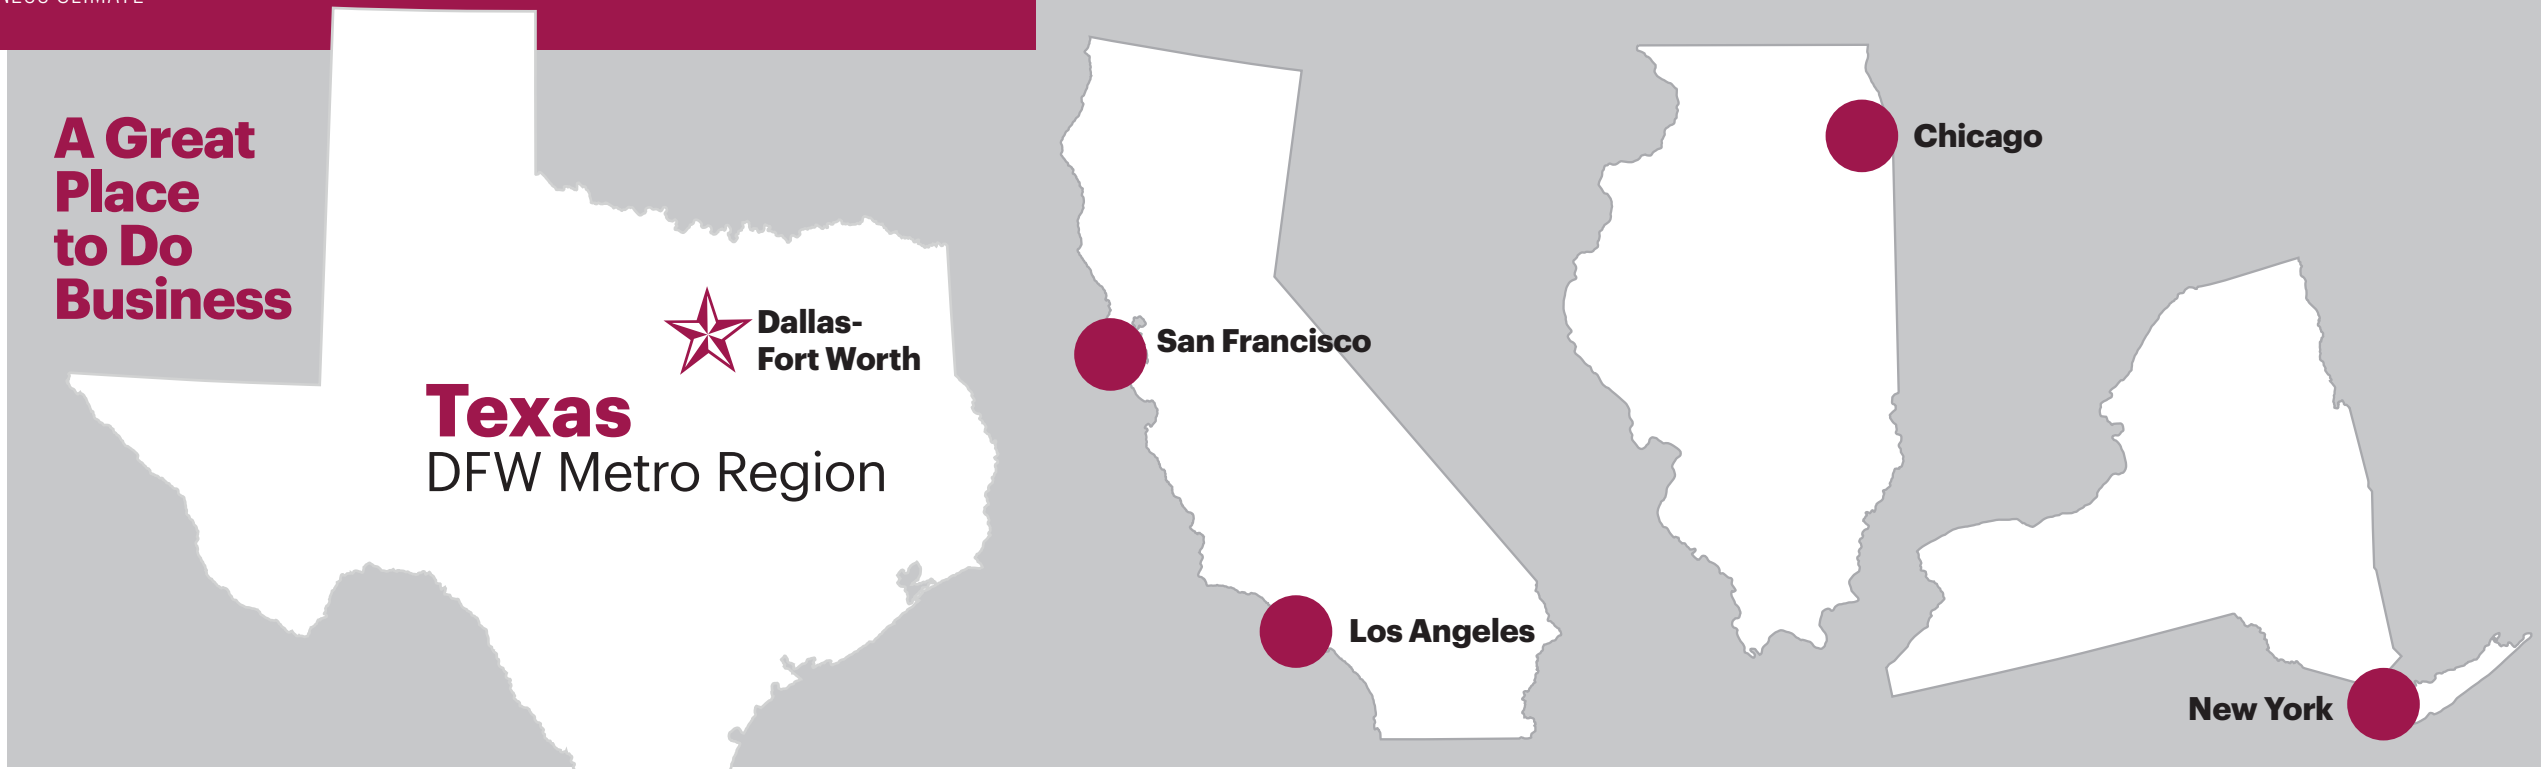 CLIMATE
A Great
Place
to Do
Business
Dallas-
Fort Worth
Texas
DFW Metro Region
San Francisco
Los Angeles
Chicago
New York